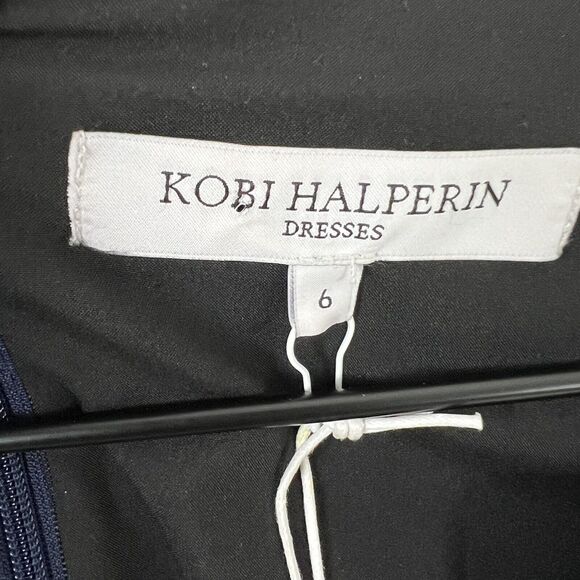 KOBI HALPERIN
DRESSES
6